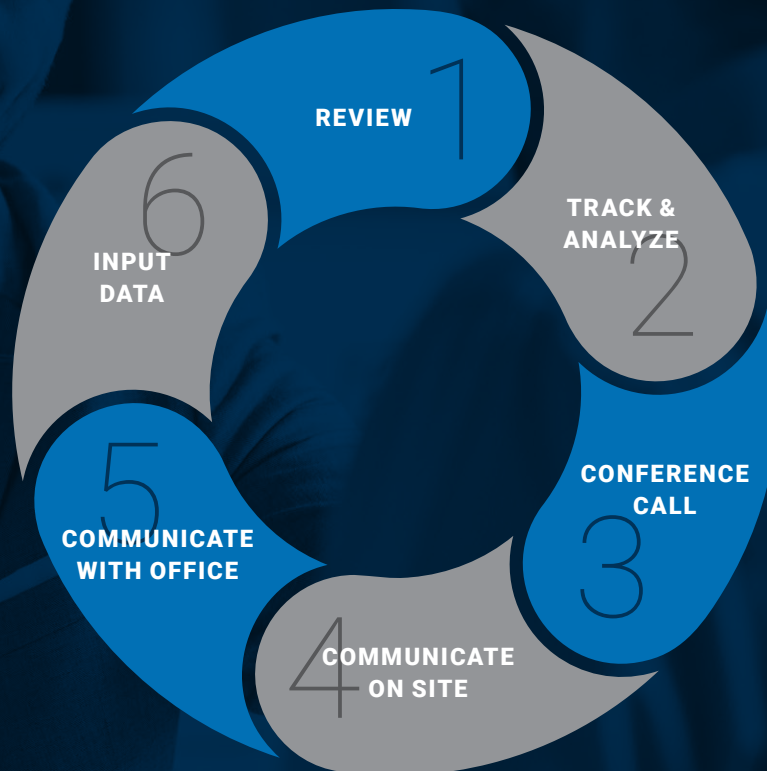 1
REVIEW
2
TRACK &
ANALYZE
3
CONFERENCE
CALL
4
COMMUNICATE
ON SITE
5
COMMUNICATE
WITH OFFICE
6
INPUT
DATA